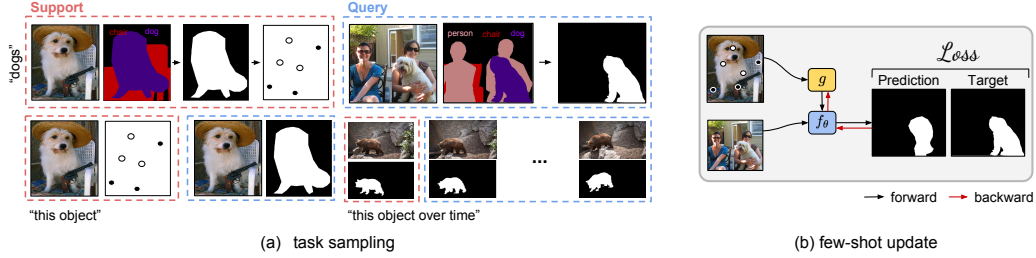 Support
Query
"dogs"
chair
dog
person
chair
dog
"this object"
"this object over time"
...
(a) task sampling
Loss
Prediction
Target
g
fθ
forward
backward
(b) few-shot update